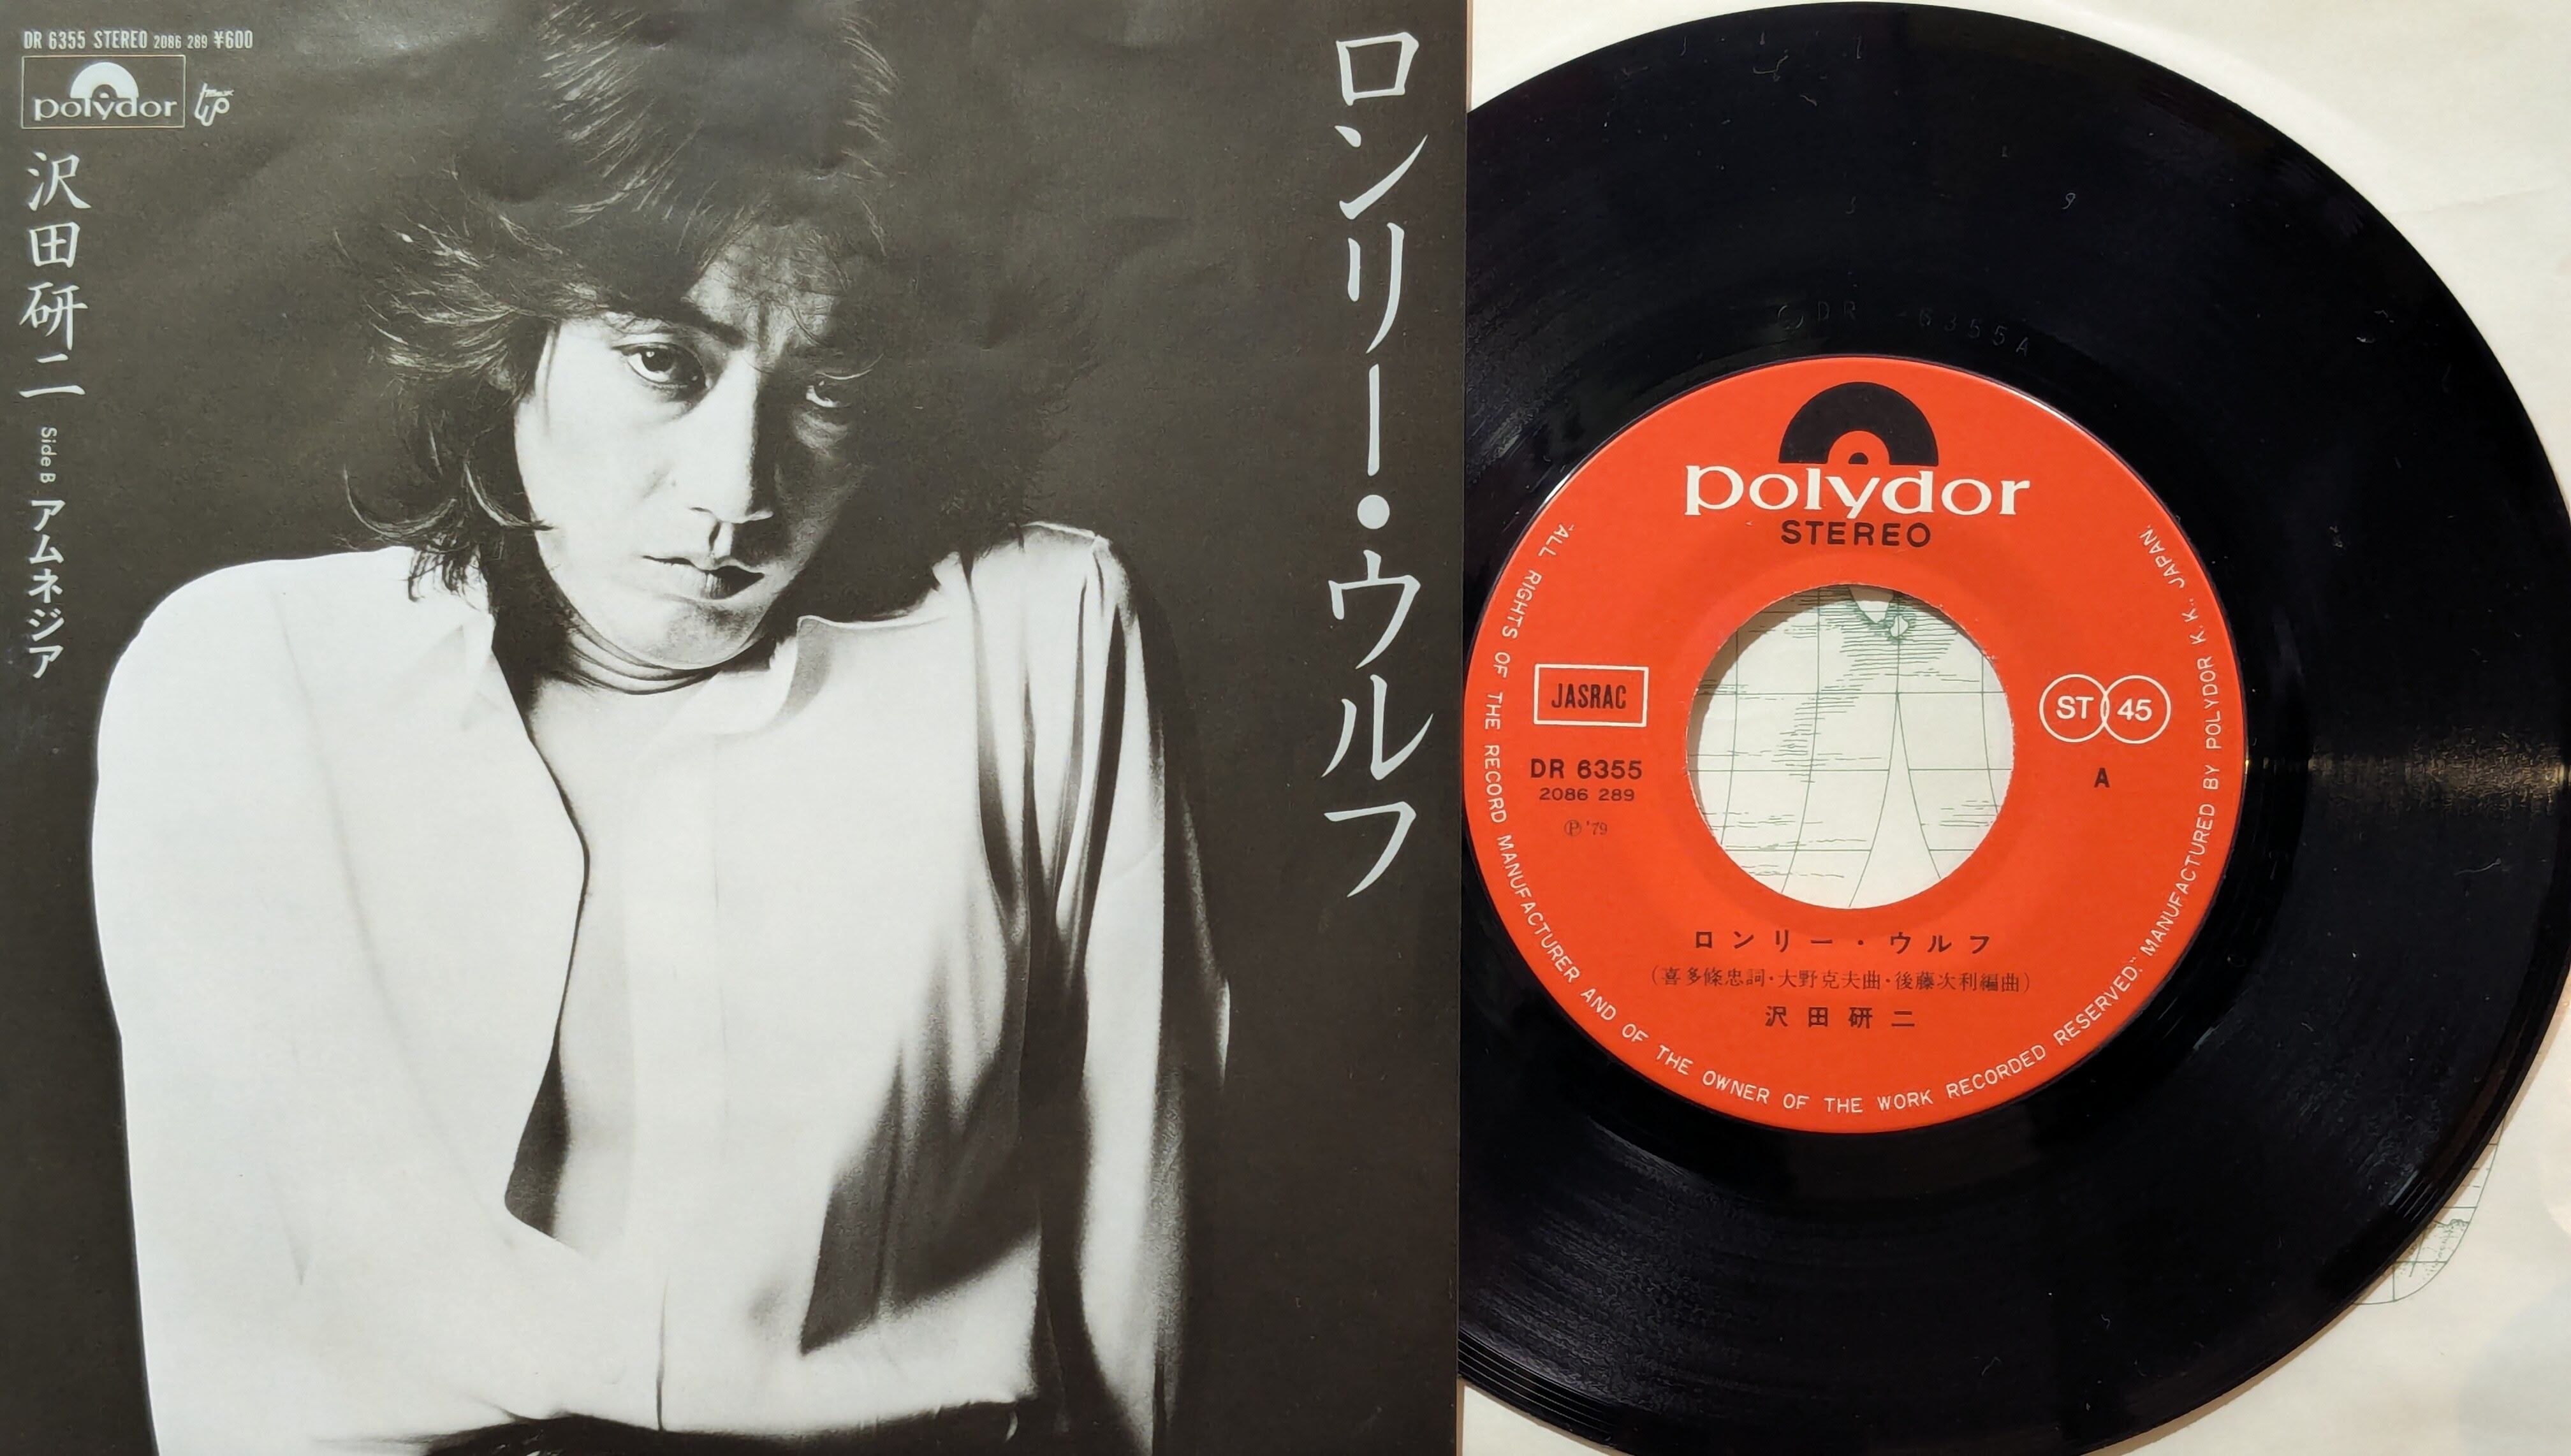 DR 6355 STEREO 2086 289 ¥600
polydor
沢田研二
Side B アムネジア
ロンリー・ウルフ
DR 6355A
polydor
STEREO
JASRAC
DR 6355
2086 289
Ⓟ'79
ST 45
A
ロンリー・ウルフ
(喜多條忠詞・大野克夫曲・後藤次利編曲)
沢田研二
"ALL RIGHTS OF THE RECORD MANUFACTURER AND OF THE OWNER OF THE WORK RECORDED RESERVED." MANUFACTURED BY POLYDOR K.K., JAPAN.